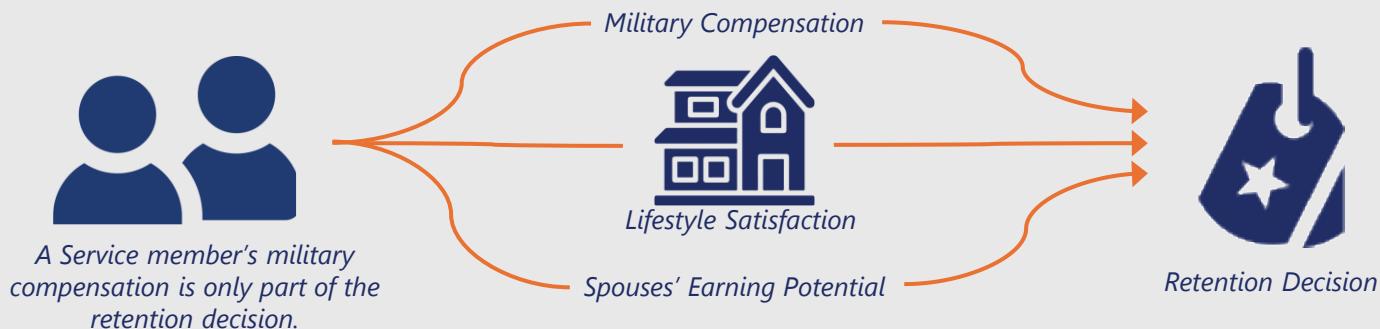 Military Compensation
Lifestyle Satisfaction
Spouses’ Earning Potential
A Service member’s military
compensation is only part of the
retention decision.
Retention Decision